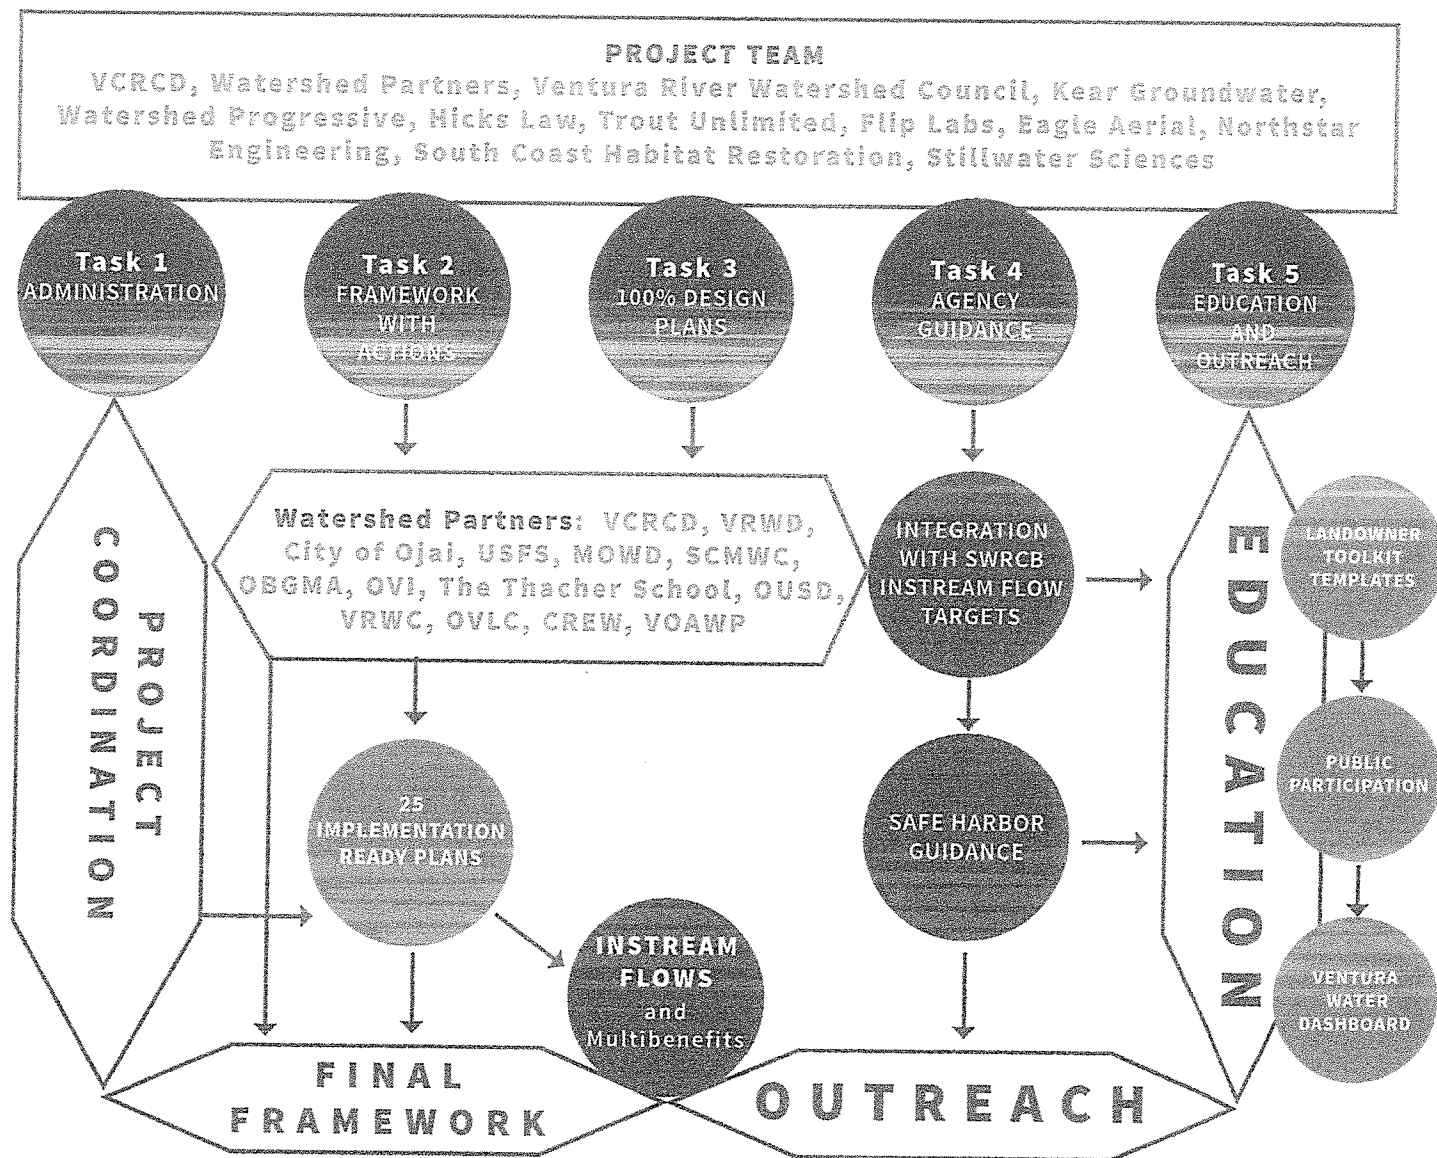 PROJECT TEAM
VCRCD, Watershed Partners, Ventura River Watershed Council, Kear Groundwater,
Watershed Progressive, Hicks Law, Trout Unlimited, Flip Labs, Eagle Aerial, Northstar
Engineering, South Coast Habitat Restoration, Stillwater Sciences
Task 1
ADMINISTRATION
Task 2
FRAMEWORK
WITH
ACTIONS
Task 3
100% DESIGN
PLANS
Task 4
AGENCY
GUIDANCE
Task 5
EDUCATION
AND
OUTREACH
PROJECT
COORDINATION
Watershed Partners: VCRCD, VRWD,
City of Ojai, USFS, MOWD, SCMWC,
OBGMA, OVI, The Thacher School, OUSD,
VRWC, OVLC, CREW, VOAWP
INTEGRATION
WITH SWRCB
INSTREAM FLOW
TARGETS
EDUCATION
LANDOWNER
TOOLKIT
TEMPLATES
PUBLIC
PARTICIPATION
VENTURA
WATER
DASHBOARD
25
IMPLEMENTATION
READY PLANS
SAFE HARBOR
GUIDANCE
INSTREAM
FLOWS
and
Multibenefits
FINAL
FRAMEWORK
OUTREACH